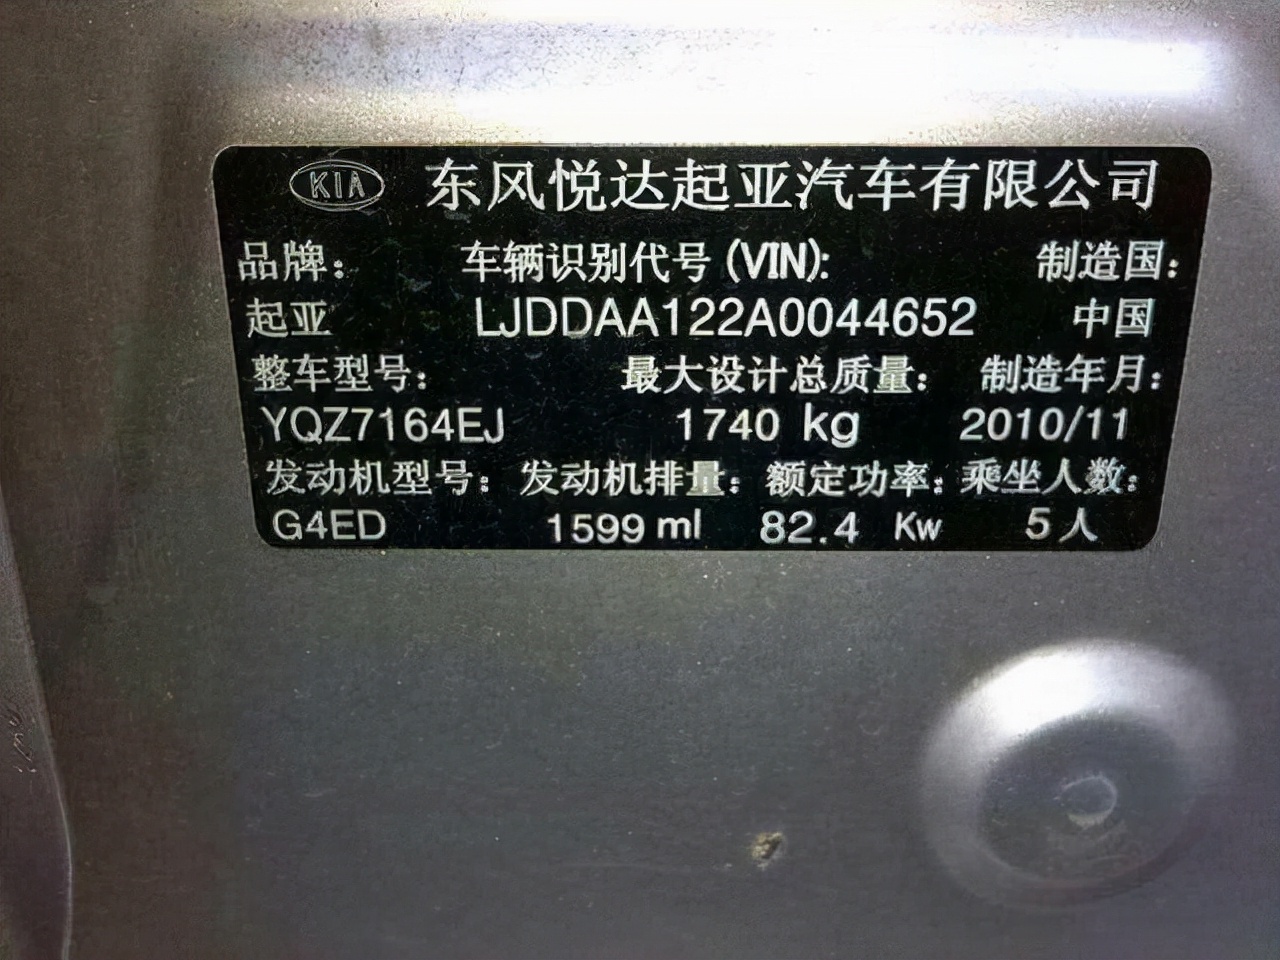 KIA 东风悦达起亚汽车有限公司
品牌: 车辆识别代号(VIN): 制造国:
起亚 LJDDAA122A0044652 中国
整车型号: 最大设计总质量: 制造年月:
YQZ7164EJ 1740 kg 2010/11
发动机型号: 发动机排量: 额定功率: 乘坐人数:
G4ED 1599 ml 82.4 Kw 5人